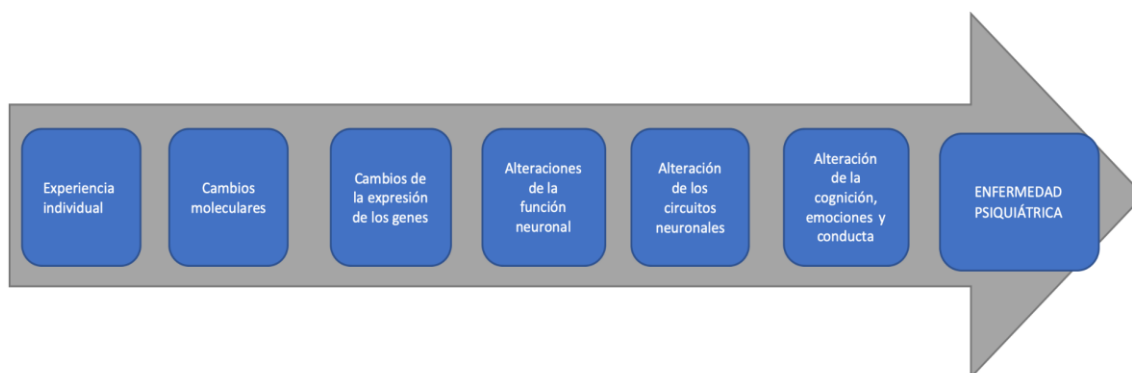 Experiencia
individual
Cambios
moleculares
Cambios de
la expresión
de los genes
Alteraciones
de la
función
neuronal
Alteración
de los
circuitos
neuronales
Alteración
de la
cognición,
emociones y
conducta
ENFERMEDAD
PSIQUIÁTRICA